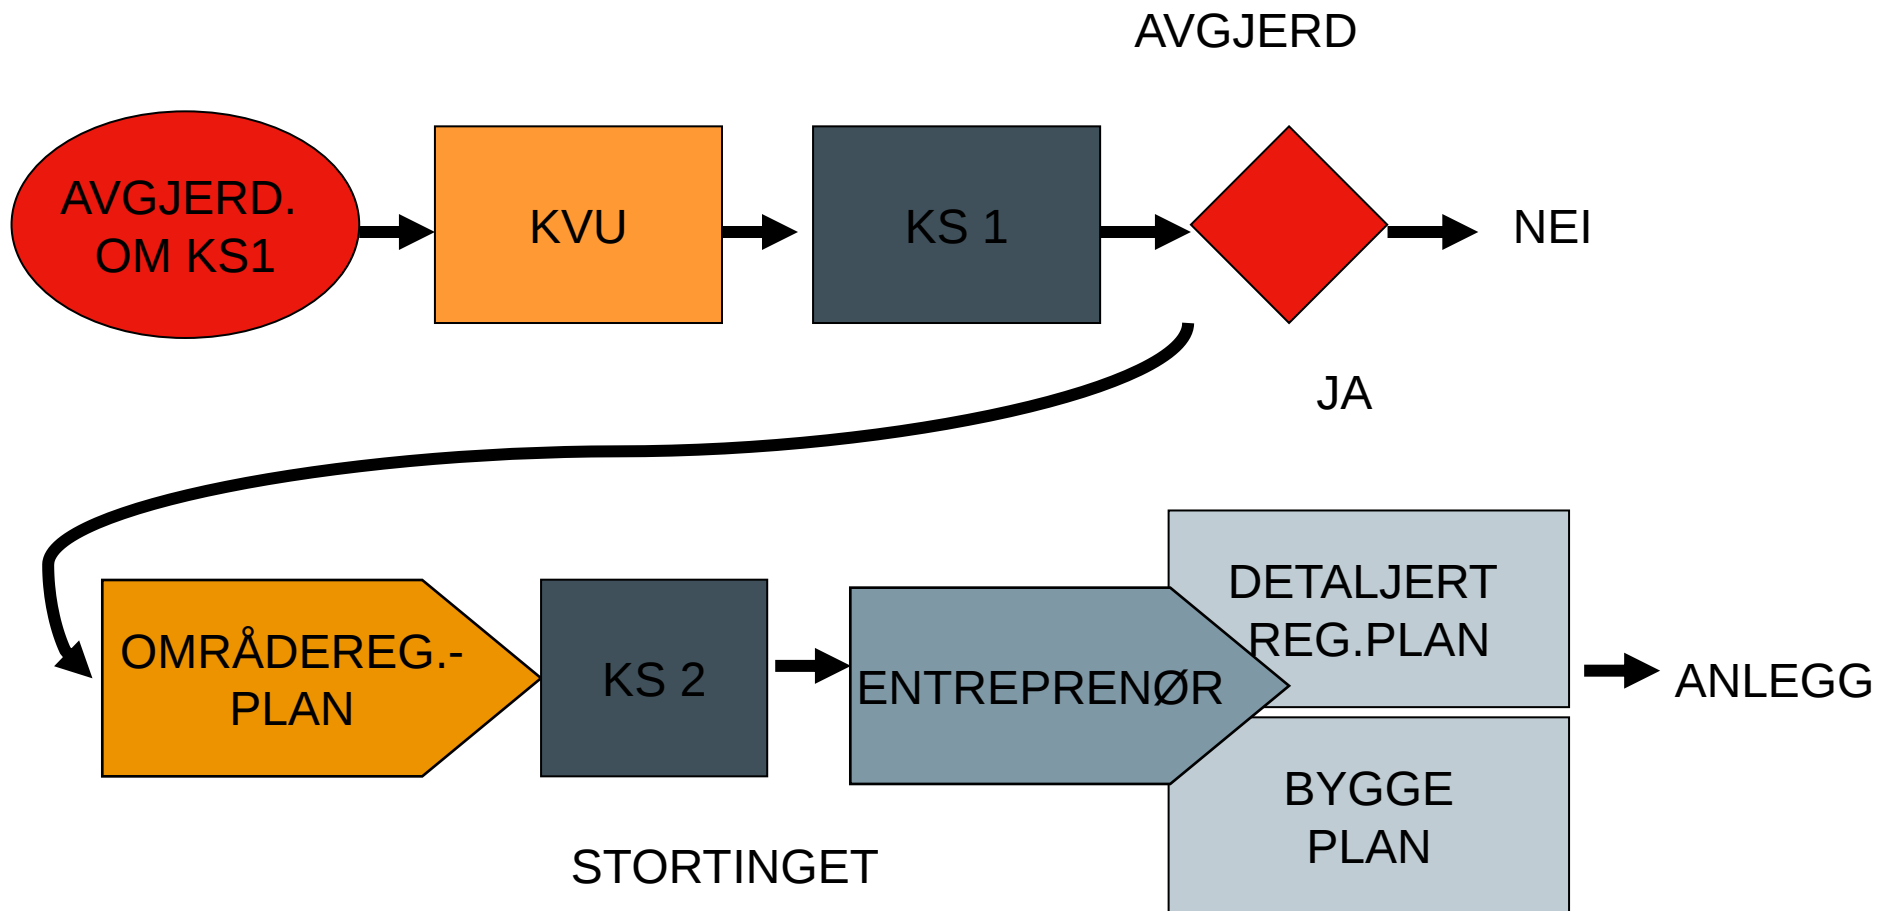 AVGJERD
AVGJERD.
OM KS1
KVU
KS 1
NEI
JA
OMRÅDEREG.-
PLAN
KS 2
ENTREPRENØR
DETALJERT
REG.PLAN
BYGGE
PLAN
ANLEGG
STORTINGET